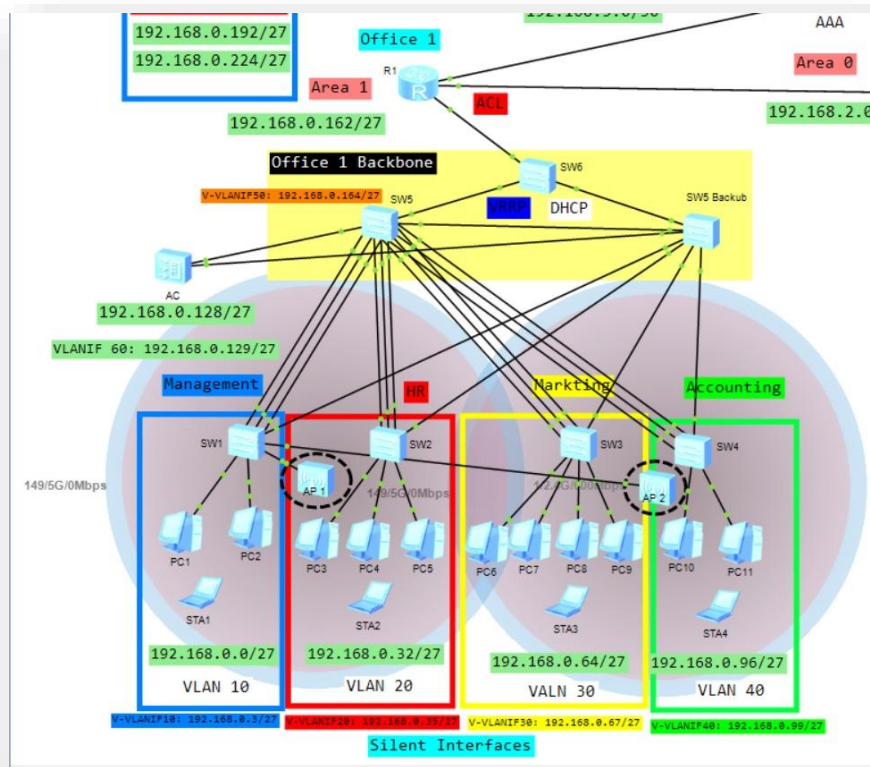 192.168.0.192/27
192.168.0.224/27
Office 1
AAA
R1
Area 1
Area 0
ACL
192.168.0.162/27
192.168.2.0
Office 1 Backbone
SW6
V-VLANIF50: 192.168.0.164/27
SW5
VRRP
DHCP
SW5 Backub
AC
192.168.0.128/27
VLANIF 60: 192.168.0.129/27
Management
HR
Markting
Accounting
SW1
SW2
SW3
SW4
149/5G/0Mbps
AP 1
149/5G/0Mbps
AP 2
PC1
PC2
PC3
PC4
PC5
PC6
PC7
PC8
PC9
PC10
PC11
STA1
STA2
STA3
STA4
192.168.0.0/27
192.168.0.32/27
192.168.0.64/27
192.168.0.96/27
VLAN 10
VLAN 20
VALN 30
VLAN 40
V-VLANIF10: 192.168.0.3/27
V-VLANIF20: 192.168.0.35/27
V-VLANIF30: 192.168.0.67/27
V-VLANIF40: 192.168.0.99/27
Silent Interfaces